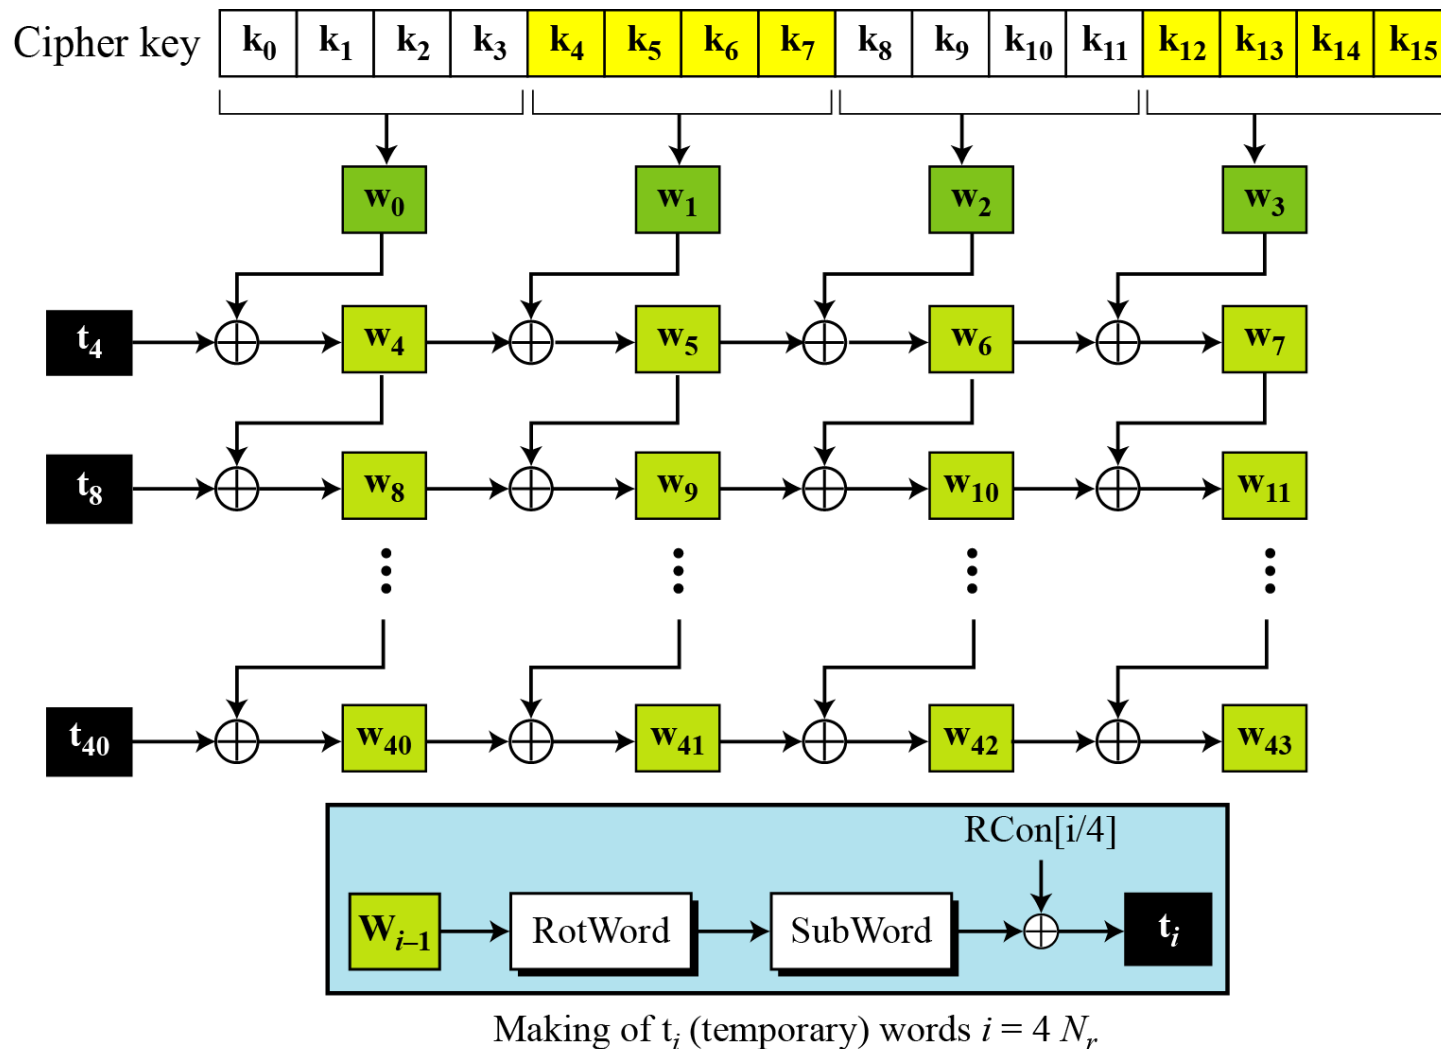 Cipher key k₀ k₁ k₂ k₃ k₄ k₅ k₆ k₇ k₈ k₉ k₁₀ k₁₁ k₁₂ k₁₃ k₁₄ k₁₅
w₀ w₁ w₂ w₃
t₄ w₄ w₅ w₆ w₇
t₈ w₈ w₉ w₁₀ w₁₁
t₄₀ w₄₀ w₄₁ w₄₂ w₄₃
RCon[i/4]
Wᵢ₋₁ RotWord SubWord tᵢ
Making of tᵢ (temporary) words i = 4 Nᵣ